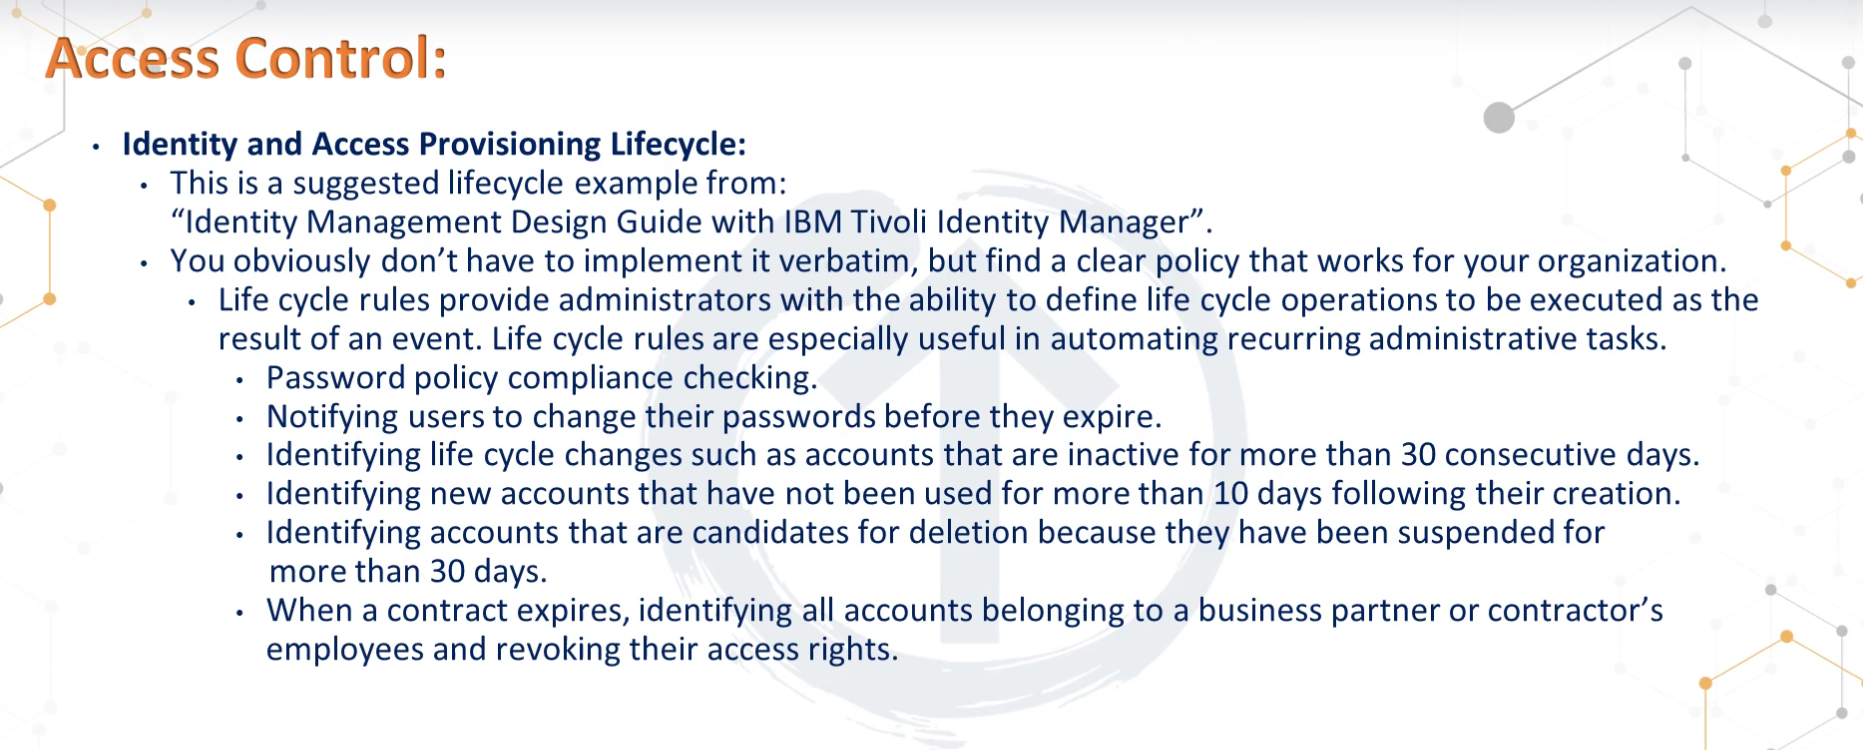 Access Control:
• Identity and Access Provisioning Lifecycle:
• This is a suggested lifecycle example from:
“Identity Management Design Guide with IBM Tivoli Identity Manager”.
• You obviously don’t have to implement it verbatim, but find a clear policy that works for your organization.
• Life cycle rules provide administrators with the ability to define life cycle operations to be executed as the
result of an event. Life cycle rules are especially useful in automating recurring administrative tasks.
• Password policy compliance checking.
• Notifying users to change their passwords before they expire.
• Identifying life cycle changes such as accounts that are inactive for more than 30 consecutive days.
• Identifying new accounts that have not been used for more than 10 days following their creation.
• Identifying accounts that are candidates for deletion because they have been suspended for
more than 30 days.
• When a contract expires, identifying all accounts belonging to a business partner or contractor’s
employees and revoking their access rights.